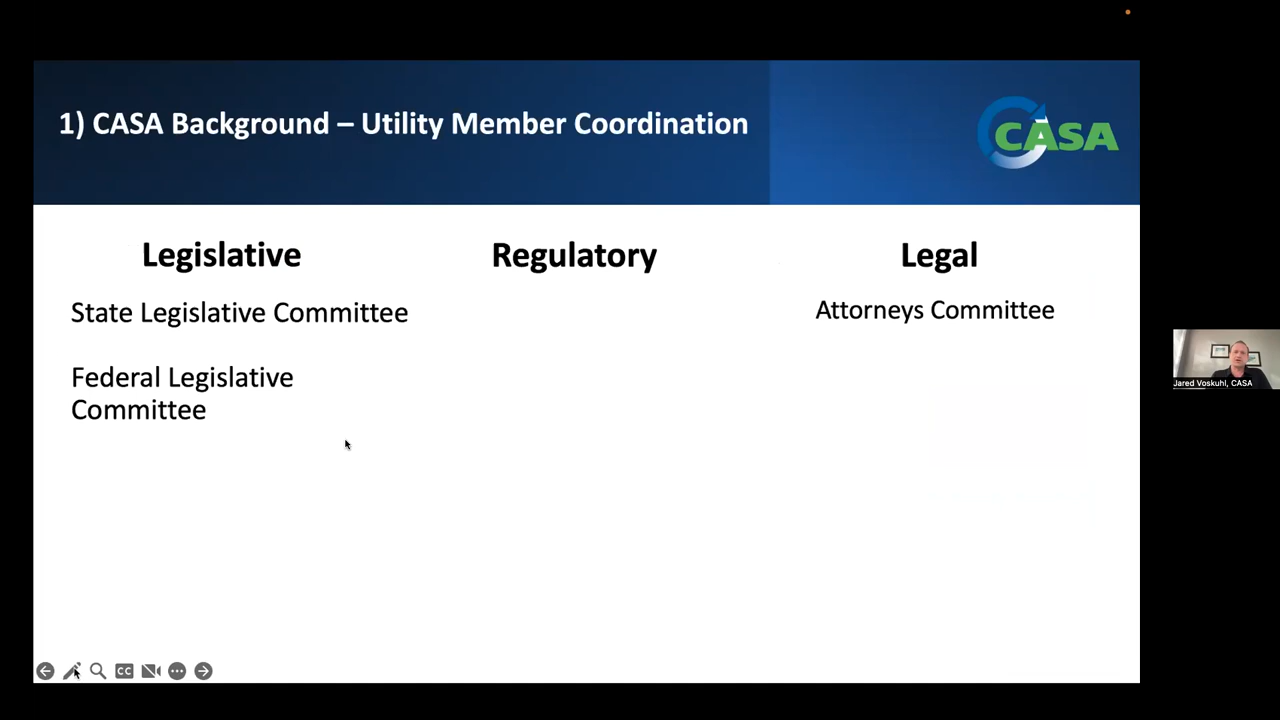 1) CASA Background – Utility Member Coordination
CASA
Legislative
Regulatory
Legal
State Legislative Committee
Attorneys Committee
Federal Legislative
Committee
Jared Voskuhl, CASA
CC